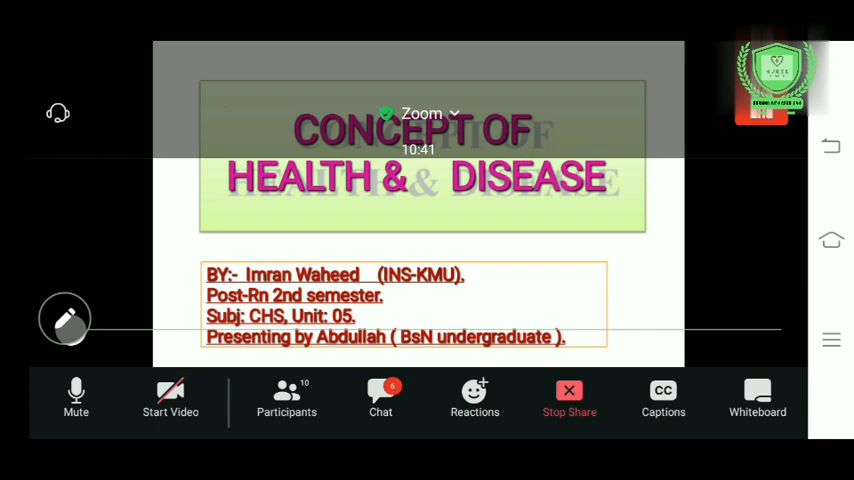 Zoom
10:41
CONCEPT OF
HEALTH & DISEASE
BY:- Imran Waheed (INS-KMU).
Post-Rn 2nd semester.
Subj: CHS, Unit: 05.
Presenting by Abdullah ( BsN undergraduate ).
10
6
Mute
Start Video
Participants
Chat
Reactions
Stop Share
CC
Captions
Whiteboard